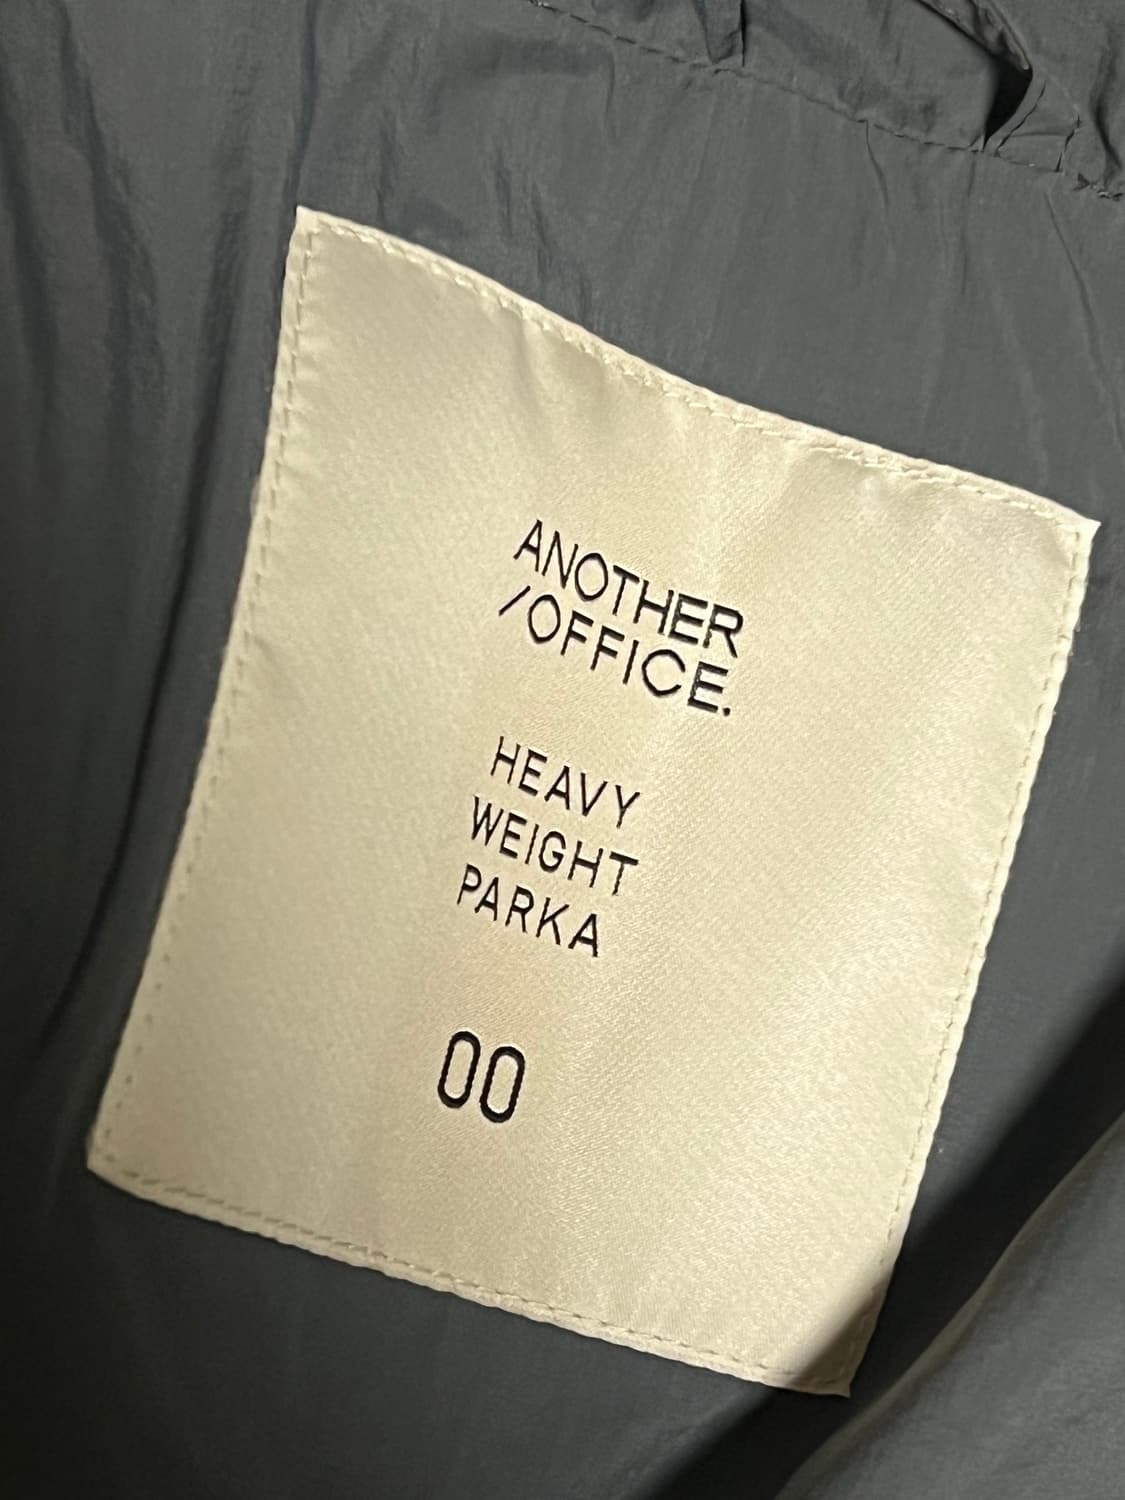 ANOTHER
/OFFICE.
HEAVY
WEIGHT
PARKA
00